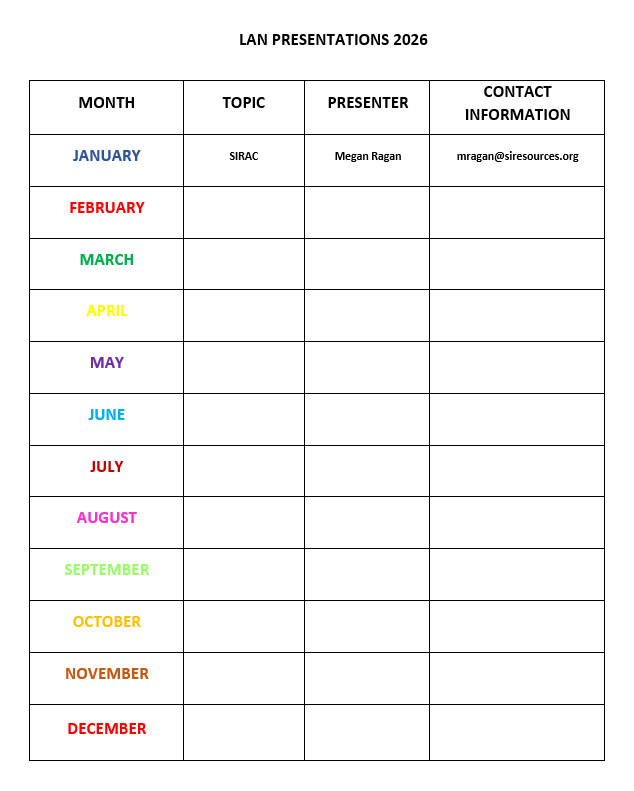 LAN PRESENTATIONS 2026
MONTH TOPIC PRESENTER CONTACT INFORMATION
JANUARY SIRAC Megan Ragan mragan@siresources.org
FEBRUARY
MARCH
APRIL
MAY
JUNE
JULY
AUGUST
SEPTEMBER
OCTOBER
NOVEMBER
DECEMBER